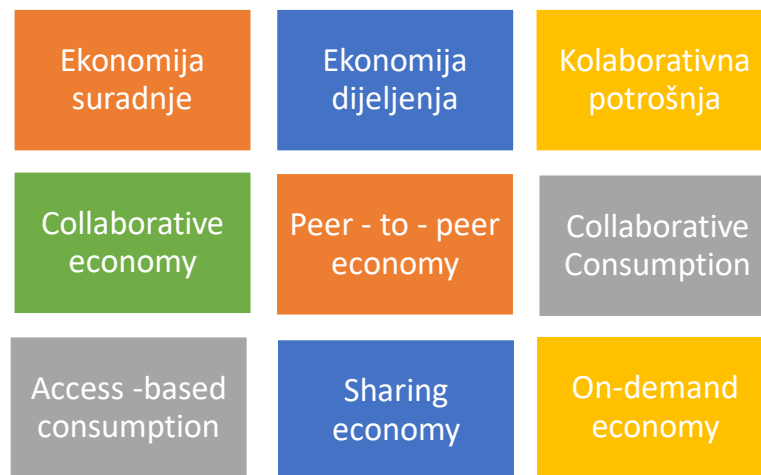 Ekonomija
suradnje
Ekonomija
dijeljenja
Kolaborativna
potrošnja
Collaborative
economy
Peer - to - peer
economy
Collaborative
Consumption
Access -based
consumption
Sharing
economy
On-demand
economy